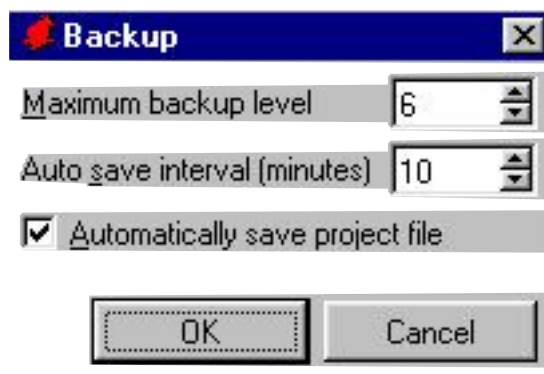 Backup
Maximum backup level 6
Auto save interval (minutes) 10
Automatically save project file
OK Cancel